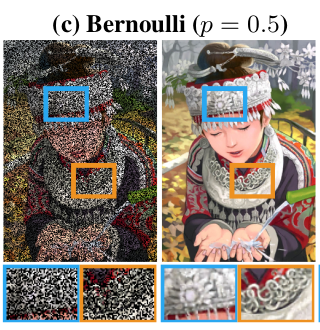 (c) Bernoulli (p = 0.5)